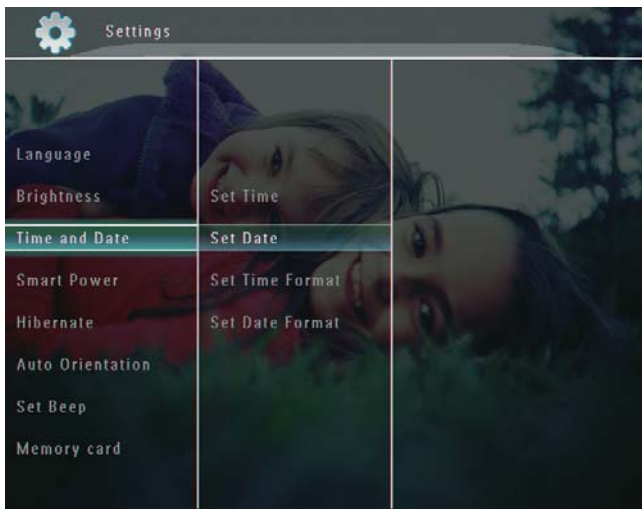 Settings
Language
Brightness
Time and Date
Smart Power
Hibernate
Auto Orientation
Set Beep
Memory card
Set Time
Set Date
Set Time Format
Set Date Format